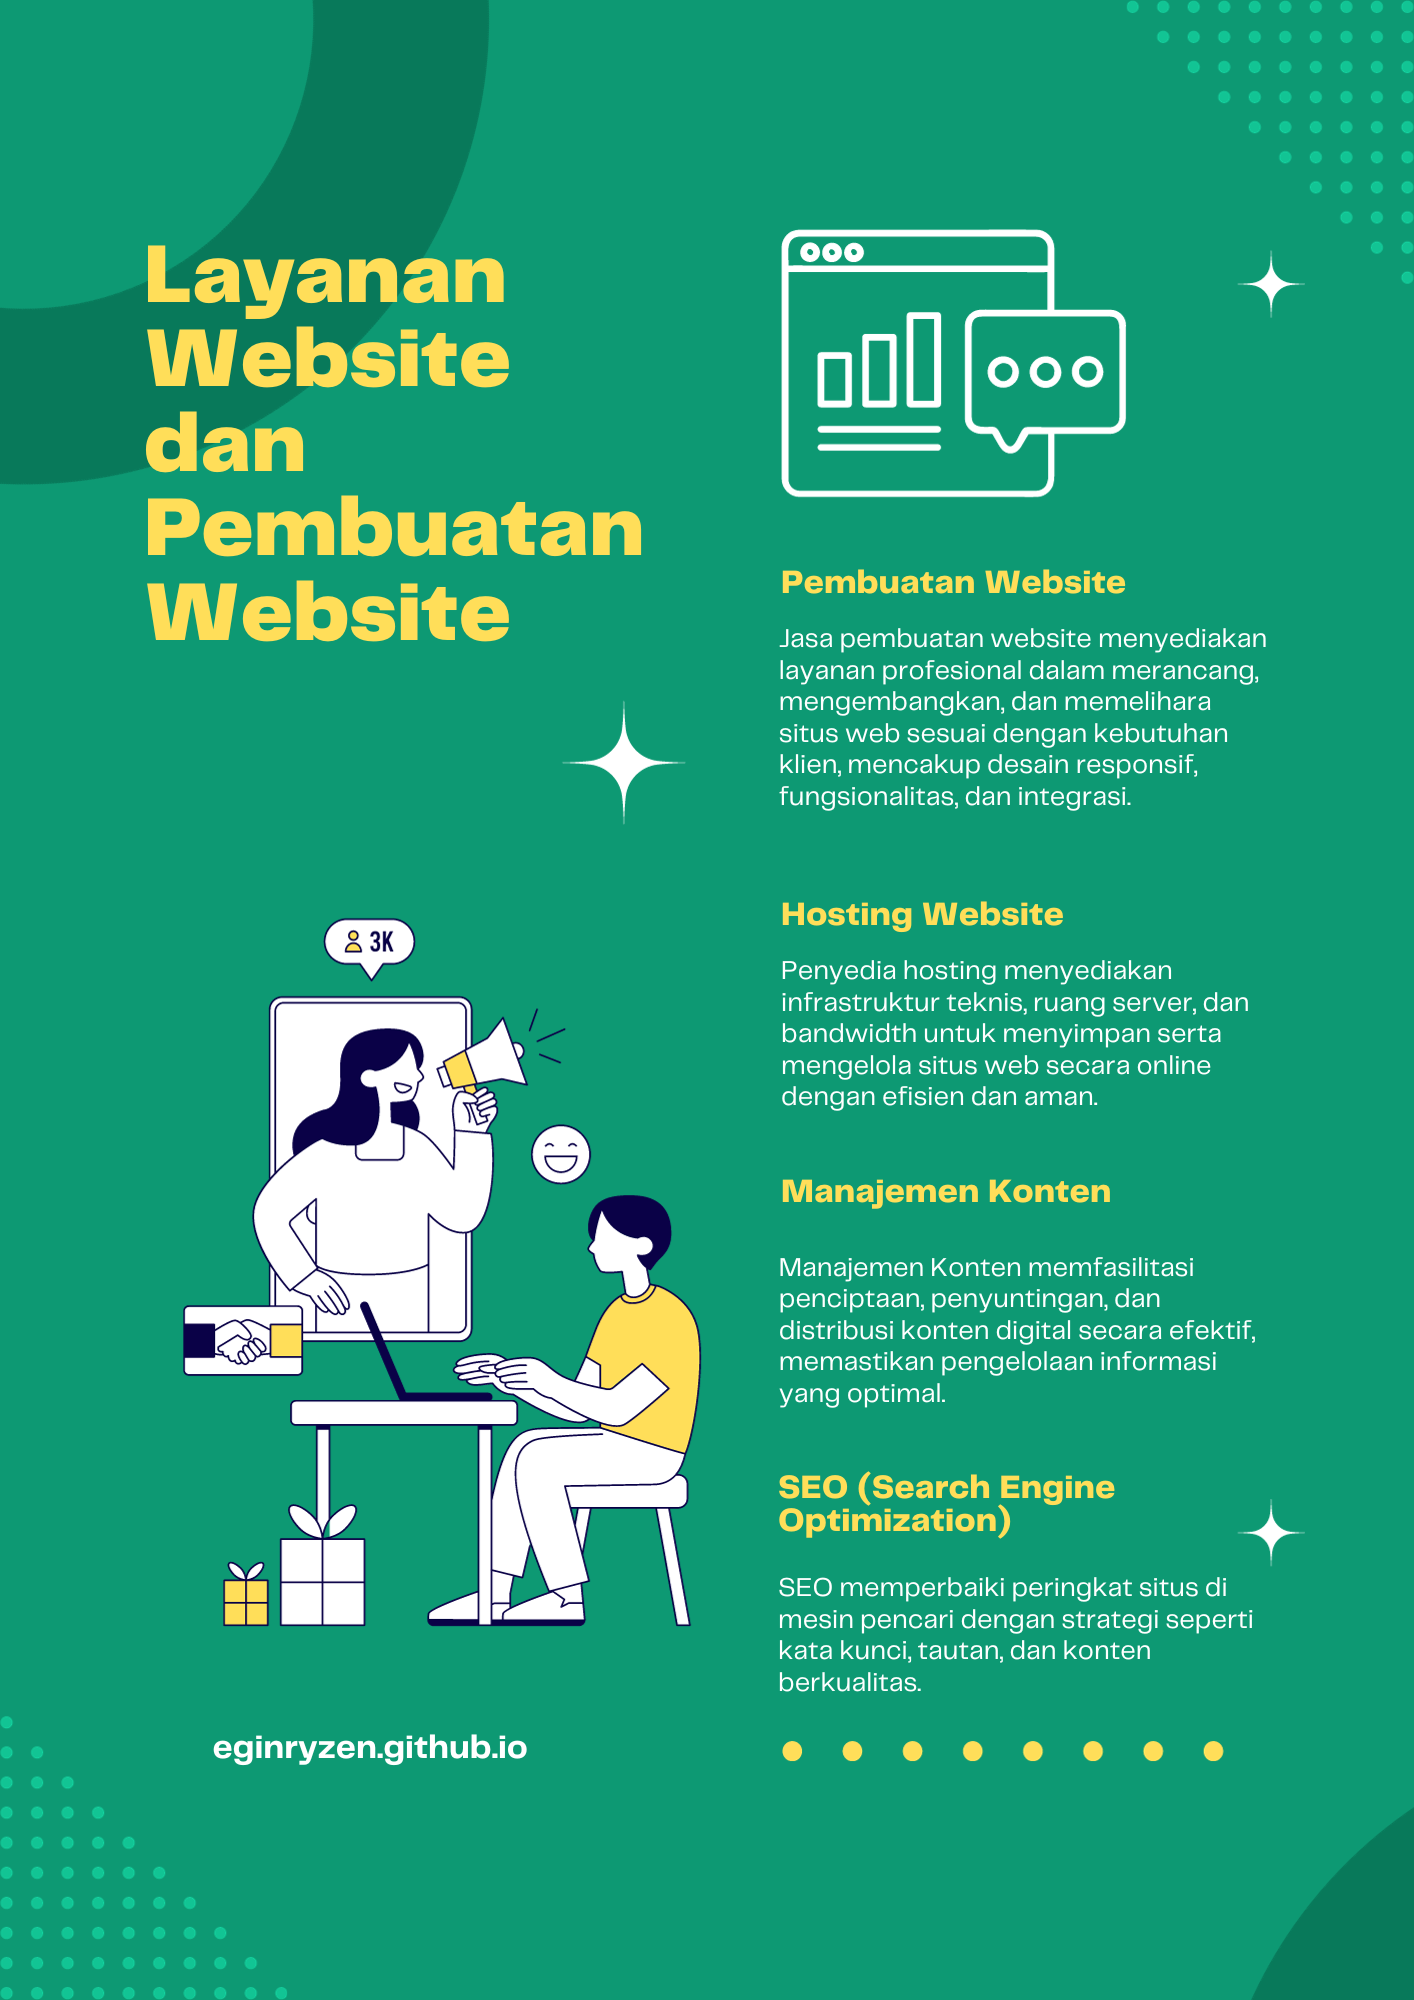 Layanan
Website
dan
Pembuatan
Website
Pembuatan Website
Jasa pembuatan website menyediakan
layanan profesional dalam merancang,
mengembangkan, dan memelihara
situs web sesuai dengan kebutuhan
klien, mencakup desain responsif,
fungsionalitas, dan integrasi.
Hosting Website
Penyedia hosting menyediakan
infrastruktur teknis, ruang server, dan
bandwidth untuk menyimpan serta
mengelola situs web secara online
dengan efisien dan aman.
Manajemen Konten
Manajemen Konten memfasilitasi
penciptaan, penyuntingan, dan
distribusi konten digital secara efektif,
memastikan pengelolaan informasi
yang optimal.
SEO (Search Engine
Optimization)
SEO memperbaiki peringkat situs di
mesin pencari dengan strategi seperti
kata kunci, tautan, dan konten
berkualitas.
3K
eginryzen.github.io